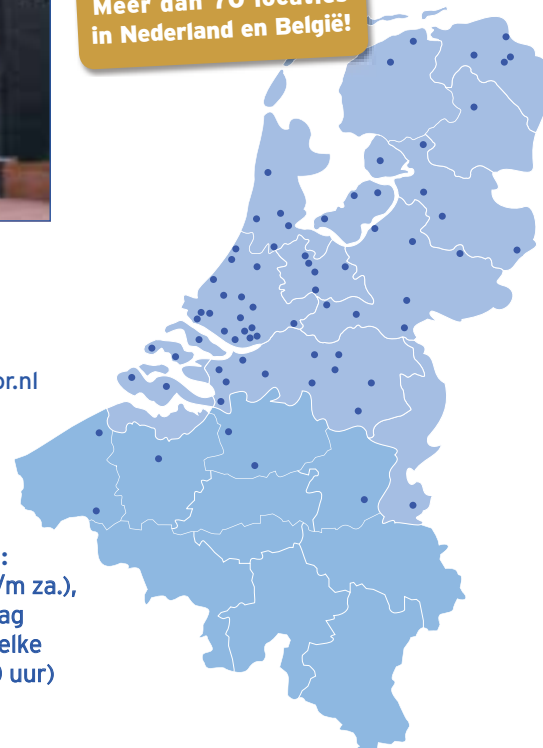 Meer dan 70 locaties
in Nederland en België!
or.nl
:
/m za.),
ag
elke
uur)